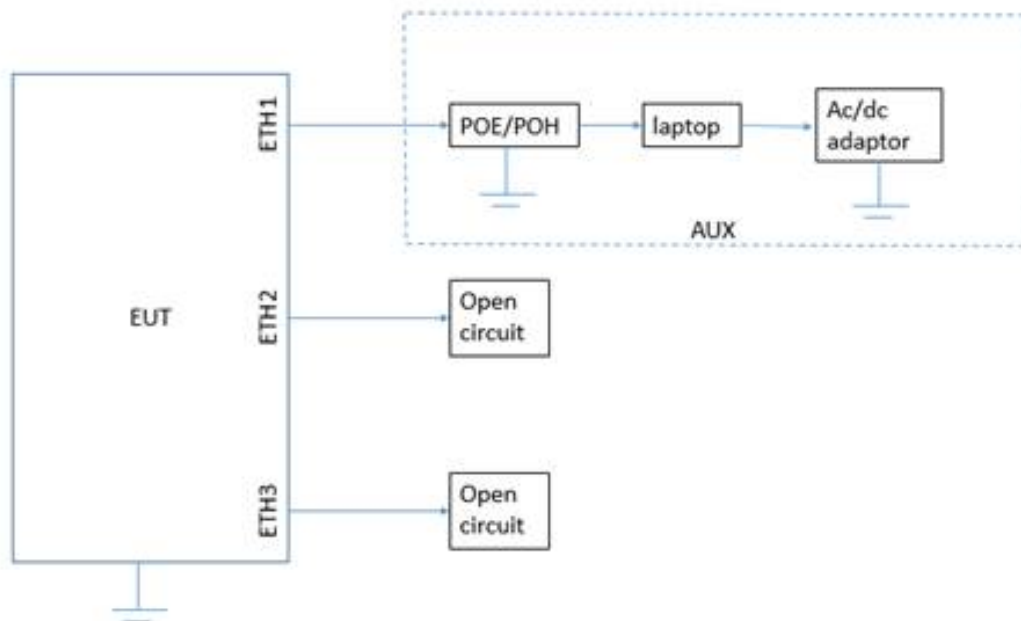 ETH1
POE/POH
laptop
Ac/dc
adaptor
AUX
EUT
ETH2
Open
circuit
ETH3
Open
circuit